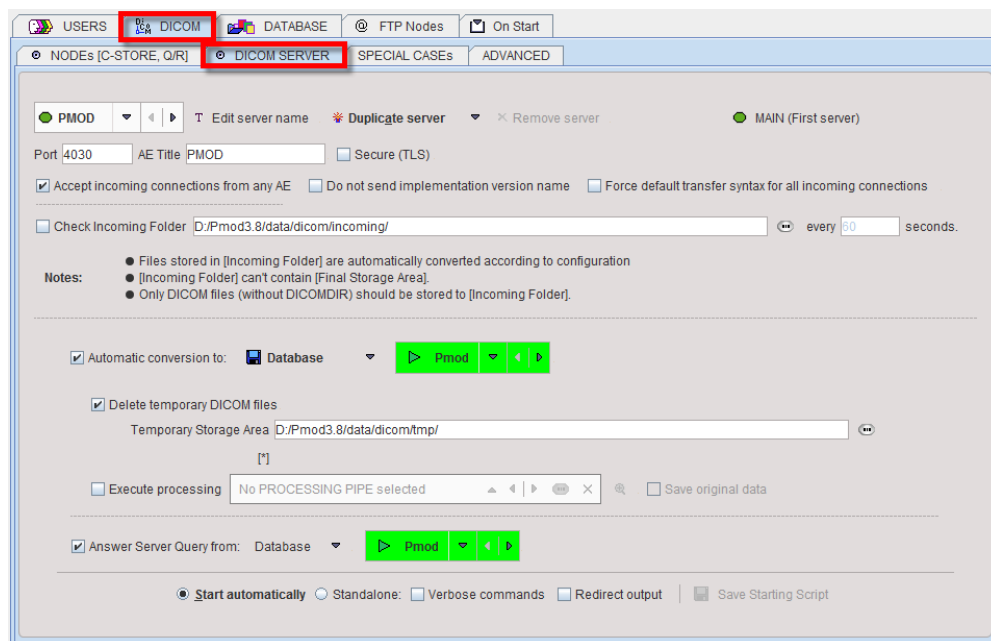 USERS DICOM DATABASE @ FTP Nodes On Start
NODEs [C-STORE, Q/R] DICOM SERVER SPECIAL CASEs ADVANCED
PMOD T Edit server name Duplicate server Remove server MAIN (First server)
Port 4030 AE Title PMOD Secure (TLS)
Accept incoming connections from any AE Do not send implementation version name Force default transfer syntax for all incoming connections
Check Incoming Folder D:/Pmod3.8/data/dicom/incoming/ every 60 seconds.
● Files stored in [Incoming Folder] are automatically converted according to configuration
Notes: ● [Incoming Folder] can't contain [Final Storage Area].
● Only DICOM files (without DICOMDIR) should be stored to [Incoming Folder].
Automatic conversion to: Database Pmod
Delete temporary DICOM files
Temporary Storage Area D:/Pmod3.8/data/dicom/tmp/
[*]
Execute processing No PROCESSING PIPE selected Save original data
Answer Server Query from: Database Pmod
Start automatically Standalone: Verbose commands Redirect output Save Starting Script